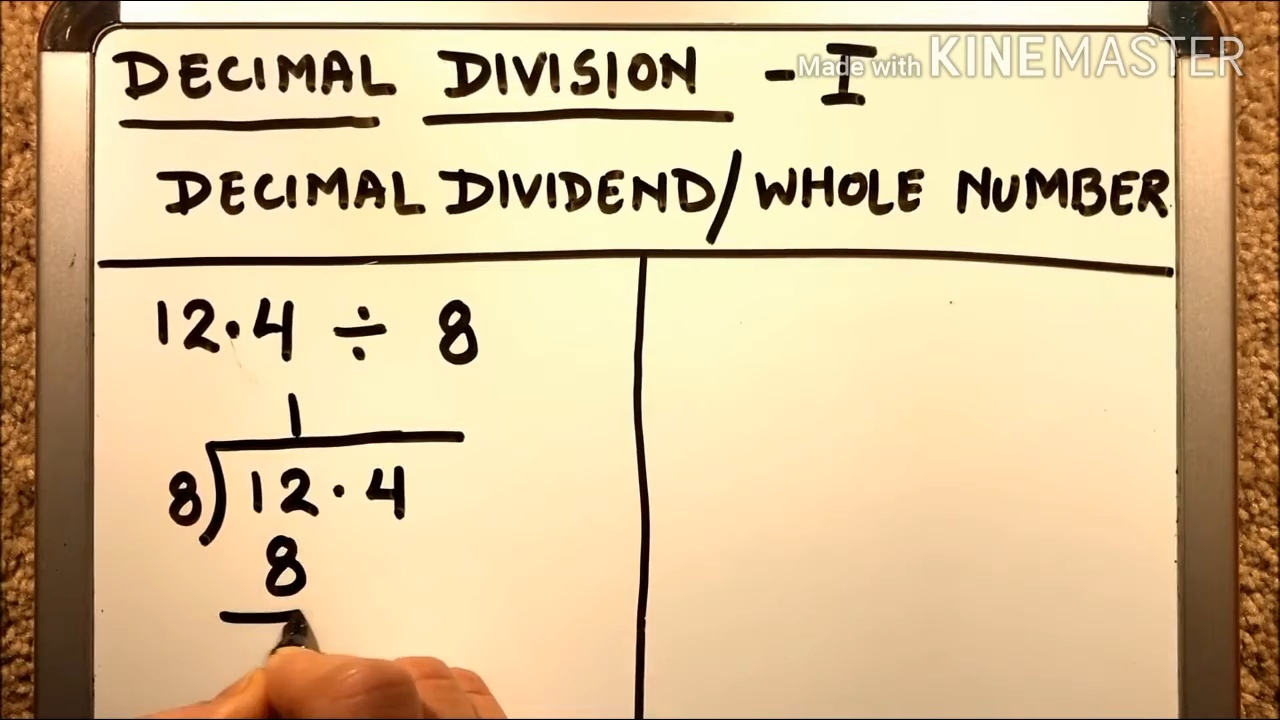 DECIMAL DIVISION - I
Made with KINEMASTER
DECIMAL DIVIDEND/WHOLE NUMBER
12.4 ÷ 8
1
8)12.4
8